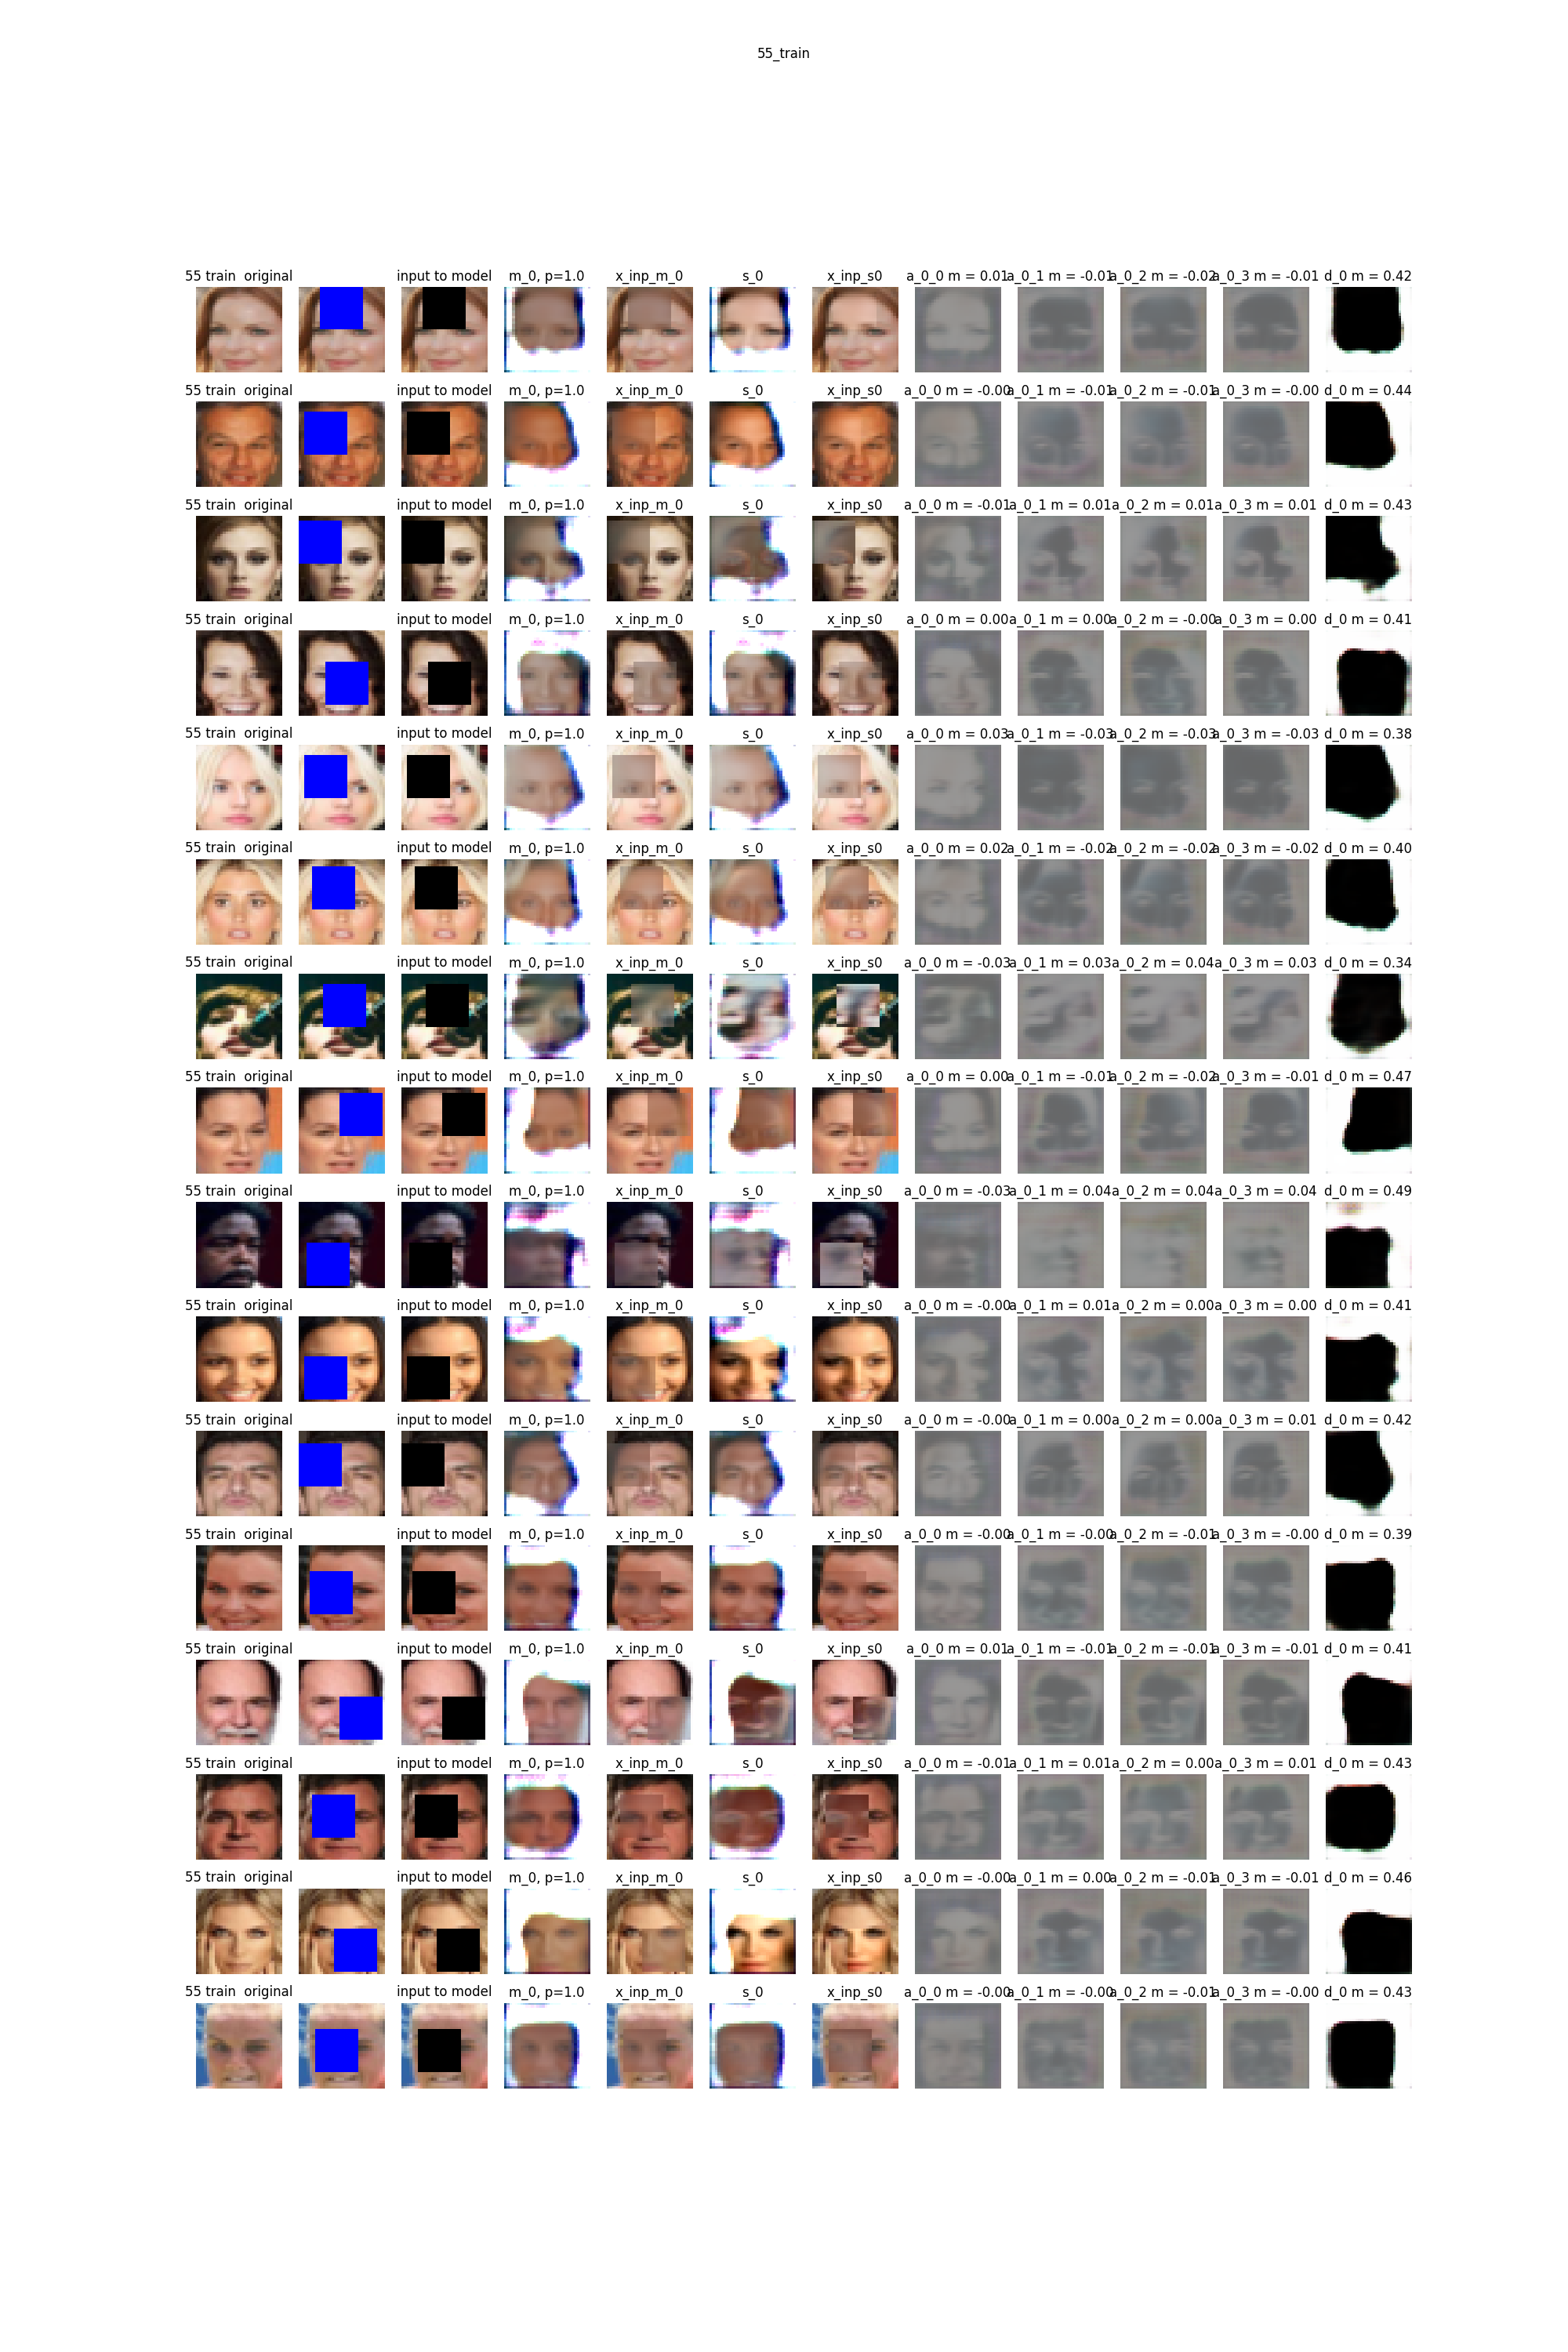 55_train
55 train  original input to model m_0, p=1.0 x_inp_m_0 s_0 x_inp_s0 a_0_0 m = 0.01 a_0_1 m = -0.01 a_0_2 m = -0.02 a_0_3 m = -0.01 d_0 m = 0.42
55 train  original input to model m_0, p=1.0 x_inp_m_0 s_0 x_inp_s0 a_0_0 m = -0.00 a_0_1 m = -0.01 a_0_2 m = -0.01 a_0_3 m = -0.00 d_0 m = 0.44
55 train  original input to model m_0, p=1.0 x_inp_m_0 s_0 x_inp_s0 a_0_0 m = -0.01 a_0_1 m = 0.01 a_0_2 m = 0.01 a_0_3 m = 0.01 d_0 m = 0.43
55 train  original input to model m_0, p=1.0 x_inp_m_0 s_0 x_inp_s0 a_0_0 m = 0.00 a_0_1 m = 0.00 a_0_2 m = -0.00 a_0_3 m = 0.00 d_0 m = 0.41
55 train  original input to model m_0, p=1.0 x_inp_m_0 s_0 x_inp_s0 a_0_0 m = 0.03 a_0_1 m = -0.03 a_0_2 m = -0.03 a_0_3 m = -0.03 d_0 m = 0.38
55 train  original input to model m_0, p=1.0 x_inp_m_0 s_0 x_inp_s0 a_0_0 m = 0.02 a_0_1 m = -0.02 a_0_2 m = -0.02 a_0_3 m = -0.02 d_0 m = 0.40
55 train  original input to model m_0, p=1.0 x_inp_m_0 s_0 x_inp_s0 a_0_0 m = -0.03 a_0_1 m = 0.03 a_0_2 m = 0.04 a_0_3 m = 0.03 d_0 m = 0.34
55 train  original input to model m_0, p=1.0 x_inp_m_0 s_0 x_inp_s0 a_0_0 m = 0.00 a_0_1 m = -0.01 a_0_2 m = -0.02 a_0_3 m = -0.01 d_0 m = 0.47
55 train  original input to model m_0, p=1.0 x_inp_m_0 s_0 x_inp_s0 a_0_0 m = -0.03 a_0_1 m = 0.04 a_0_2 m = 0.04 a_0_3 m = 0.04 d_0 m = 0.49
55 train  original input to model m_0, p=1.0 x_inp_m_0 s_0 x_inp_s0 a_0_0 m = -0.00 a_0_1 m = 0.01 a_0_2 m = 0.00 a_0_3 m = 0.00 d_0 m = 0.41
55 train  original input to model m_0, p=1.0 x_inp_m_0 s_0 x_inp_s0 a_0_0 m = -0.00 a_0_1 m = 0.00 a_0_2 m = 0.00 a_0_3 m = 0.01 d_0 m = 0.42
55 train  original input to model m_0, p=1.0 x_inp_m_0 s_0 x_inp_s0 a_0_0 m = -0.00 a_0_1 m = -0.00 a_0_2 m = -0.01 a_0_3 m = -0.00 d_0 m = 0.39
55 train  original input to model m_0, p=1.0 x_inp_m_0 s_0 x_inp_s0 a_0_0 m = 0.01 a_0_1 m = -0.01 a_0_2 m = -0.01 a_0_3 m = -0.01 d_0 m = 0.41
55 train  original input to model m_0, p=1.0 x_inp_m_0 s_0 x_inp_s0 a_0_0 m = -0.01 a_0_1 m = 0.01 a_0_2 m = 0.00 a_0_3 m = 0.01 d_0 m = 0.43
55 train  original input to model m_0, p=1.0 x_inp_m_0 s_0 x_inp_s0 a_0_0 m = -0.00 a_0_1 m = 0.00 a_0_2 m = -0.01 a_0_3 m = -0.01 d_0 m = 0.46
55 train  original input to model m_0, p=1.0 x_inp_m_0 s_0 x_inp_s0 a_0_0 m = -0.00 a_0_1 m = -0.00 a_0_2 m = -0.01 a_0_3 m = -0.00 d_0 m = 0.43